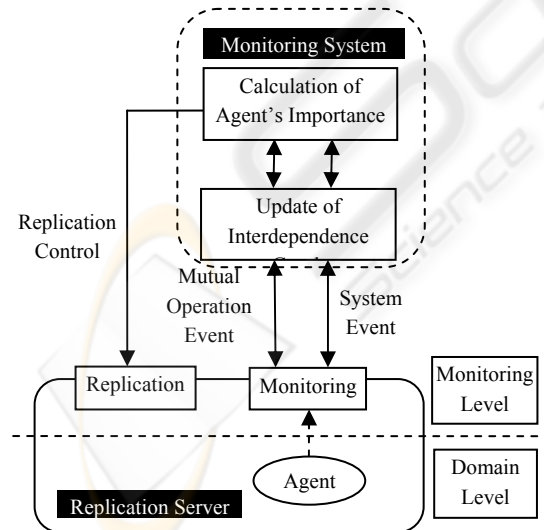 Monitoring System
Calculation of
Agent's Importance
Update of
Interdependence
Replication
Control
Mutual
Operation
Event
System
Event
Replication
Monitoring
Monitoring
Level
Agent
Domain
Level
Replication Server
Science